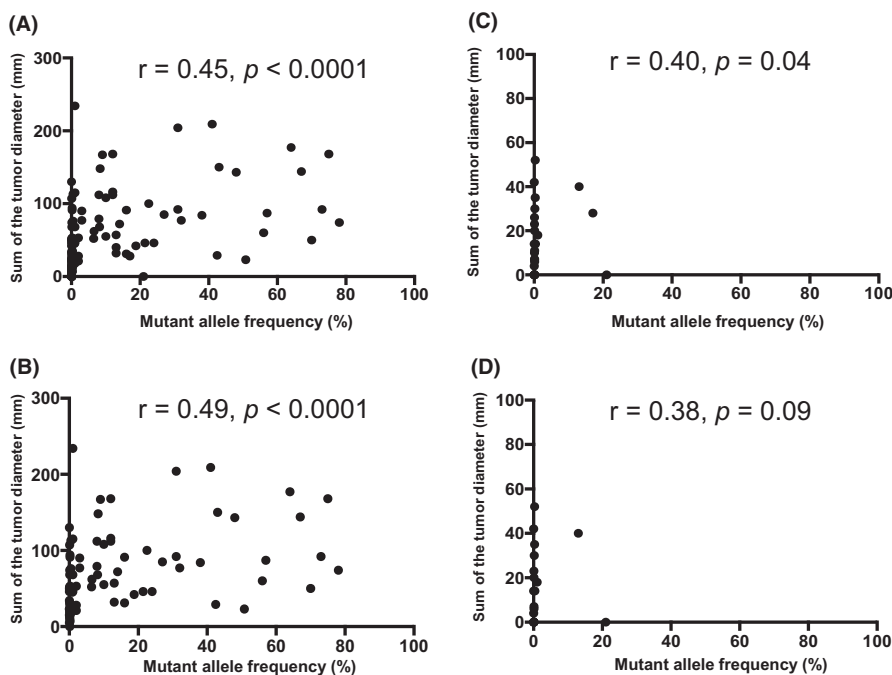 (A)
r = 0.45, p < 0.0001
Sum of the tumor diameter (mm)
300
200
100
0
0 20 40 60 80 100
Mutant allele frequency (%)
(C)
r = 0.40, p = 0.04
Sum of the tumor diameter (mm)
100
80
60
40
20
0
0 20 40 60 80 100
Mutant allele frequency (%)
(B)
r = 0.49, p < 0.0001
Sum of the tumor diameter (mm)
300
200
100
0
0 20 40 60 80 100
Mutant allele frequency (%)
(D)
r = 0.38, p = 0.09
Sum of the tumor diameter (mm)
100
80
60
40
20
0
0 20 40 60 80 100
Mutant allele frequency (%)